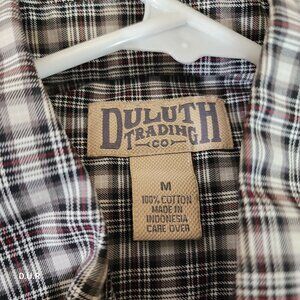 DULUTH
TRADING
CO
M
100% COTTON
MADE IN
INDONESIA
CARE OVER
D.U.R.